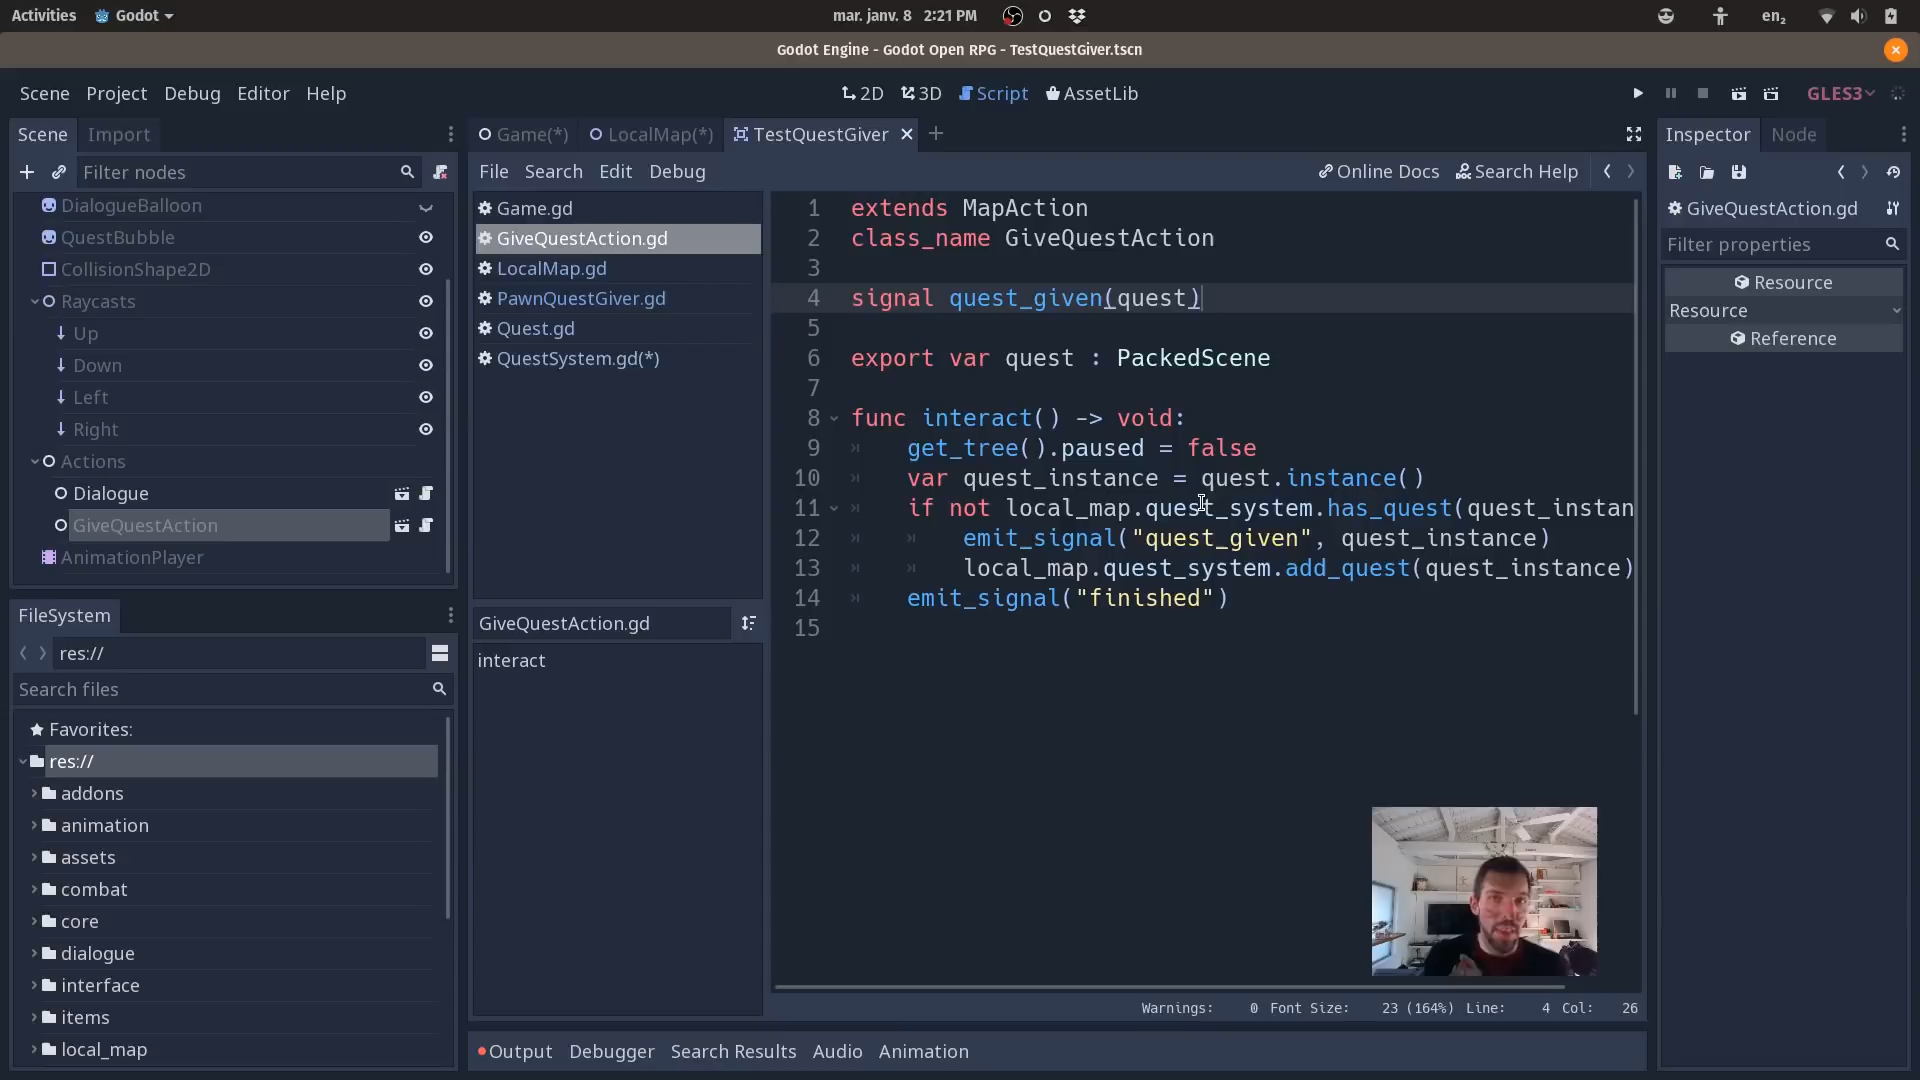 Activities Godot mar. janv. 8 2:21 PM en₂
Godot Engine - Godot Open RPG - TestQuestGiver.tscn
Scene Project Debug Editor Help 2D 3D Script AssetLib GLES3
Scene Import
Filter nodes
DialogueBalloon
QuestBubble
CollisionShape2D
Raycasts
Up
Down
Left
Right
Actions
Dialogue
GiveQuestAction
AnimationPlayer
FileSystem
res://
Search files
Favorites:
res://
addons
animation
assets
combat
core
dialogue
interface
items
local_map
Game(*) LocalMap(*) TestQuestGiver
File Search Edit Debug Online Docs Search Help
Game.gd
GiveQuestAction.gd
LocalMap.gd
PawnQuestGiver.gd
Quest.gd
QuestSystem.gd(*)
GiveQuestAction.gd
interact
1 extends MapAction
2 class_name GiveQuestAction
3
4 signal quest_given(quest)
5
6 export var quest : PackedScene
7
8 func interact() -> void:
9 get_tree().paused = false
10 var quest_instance = quest.instance()
11 if not local_map.quest_system.has_quest(quest_instan
12 emit_signal("quest_given", quest_instance)
13 local_map.quest_system.add_quest(quest_instance)
14 emit_signal("finished")
15
Warnings: 0 Font Size: 23 (164%) Line: 4 Col: 26
Output Debugger Search Results Audio Animation
Inspector Node
GiveQuestAction.gd
Filter properties
Resource
Resource
Reference